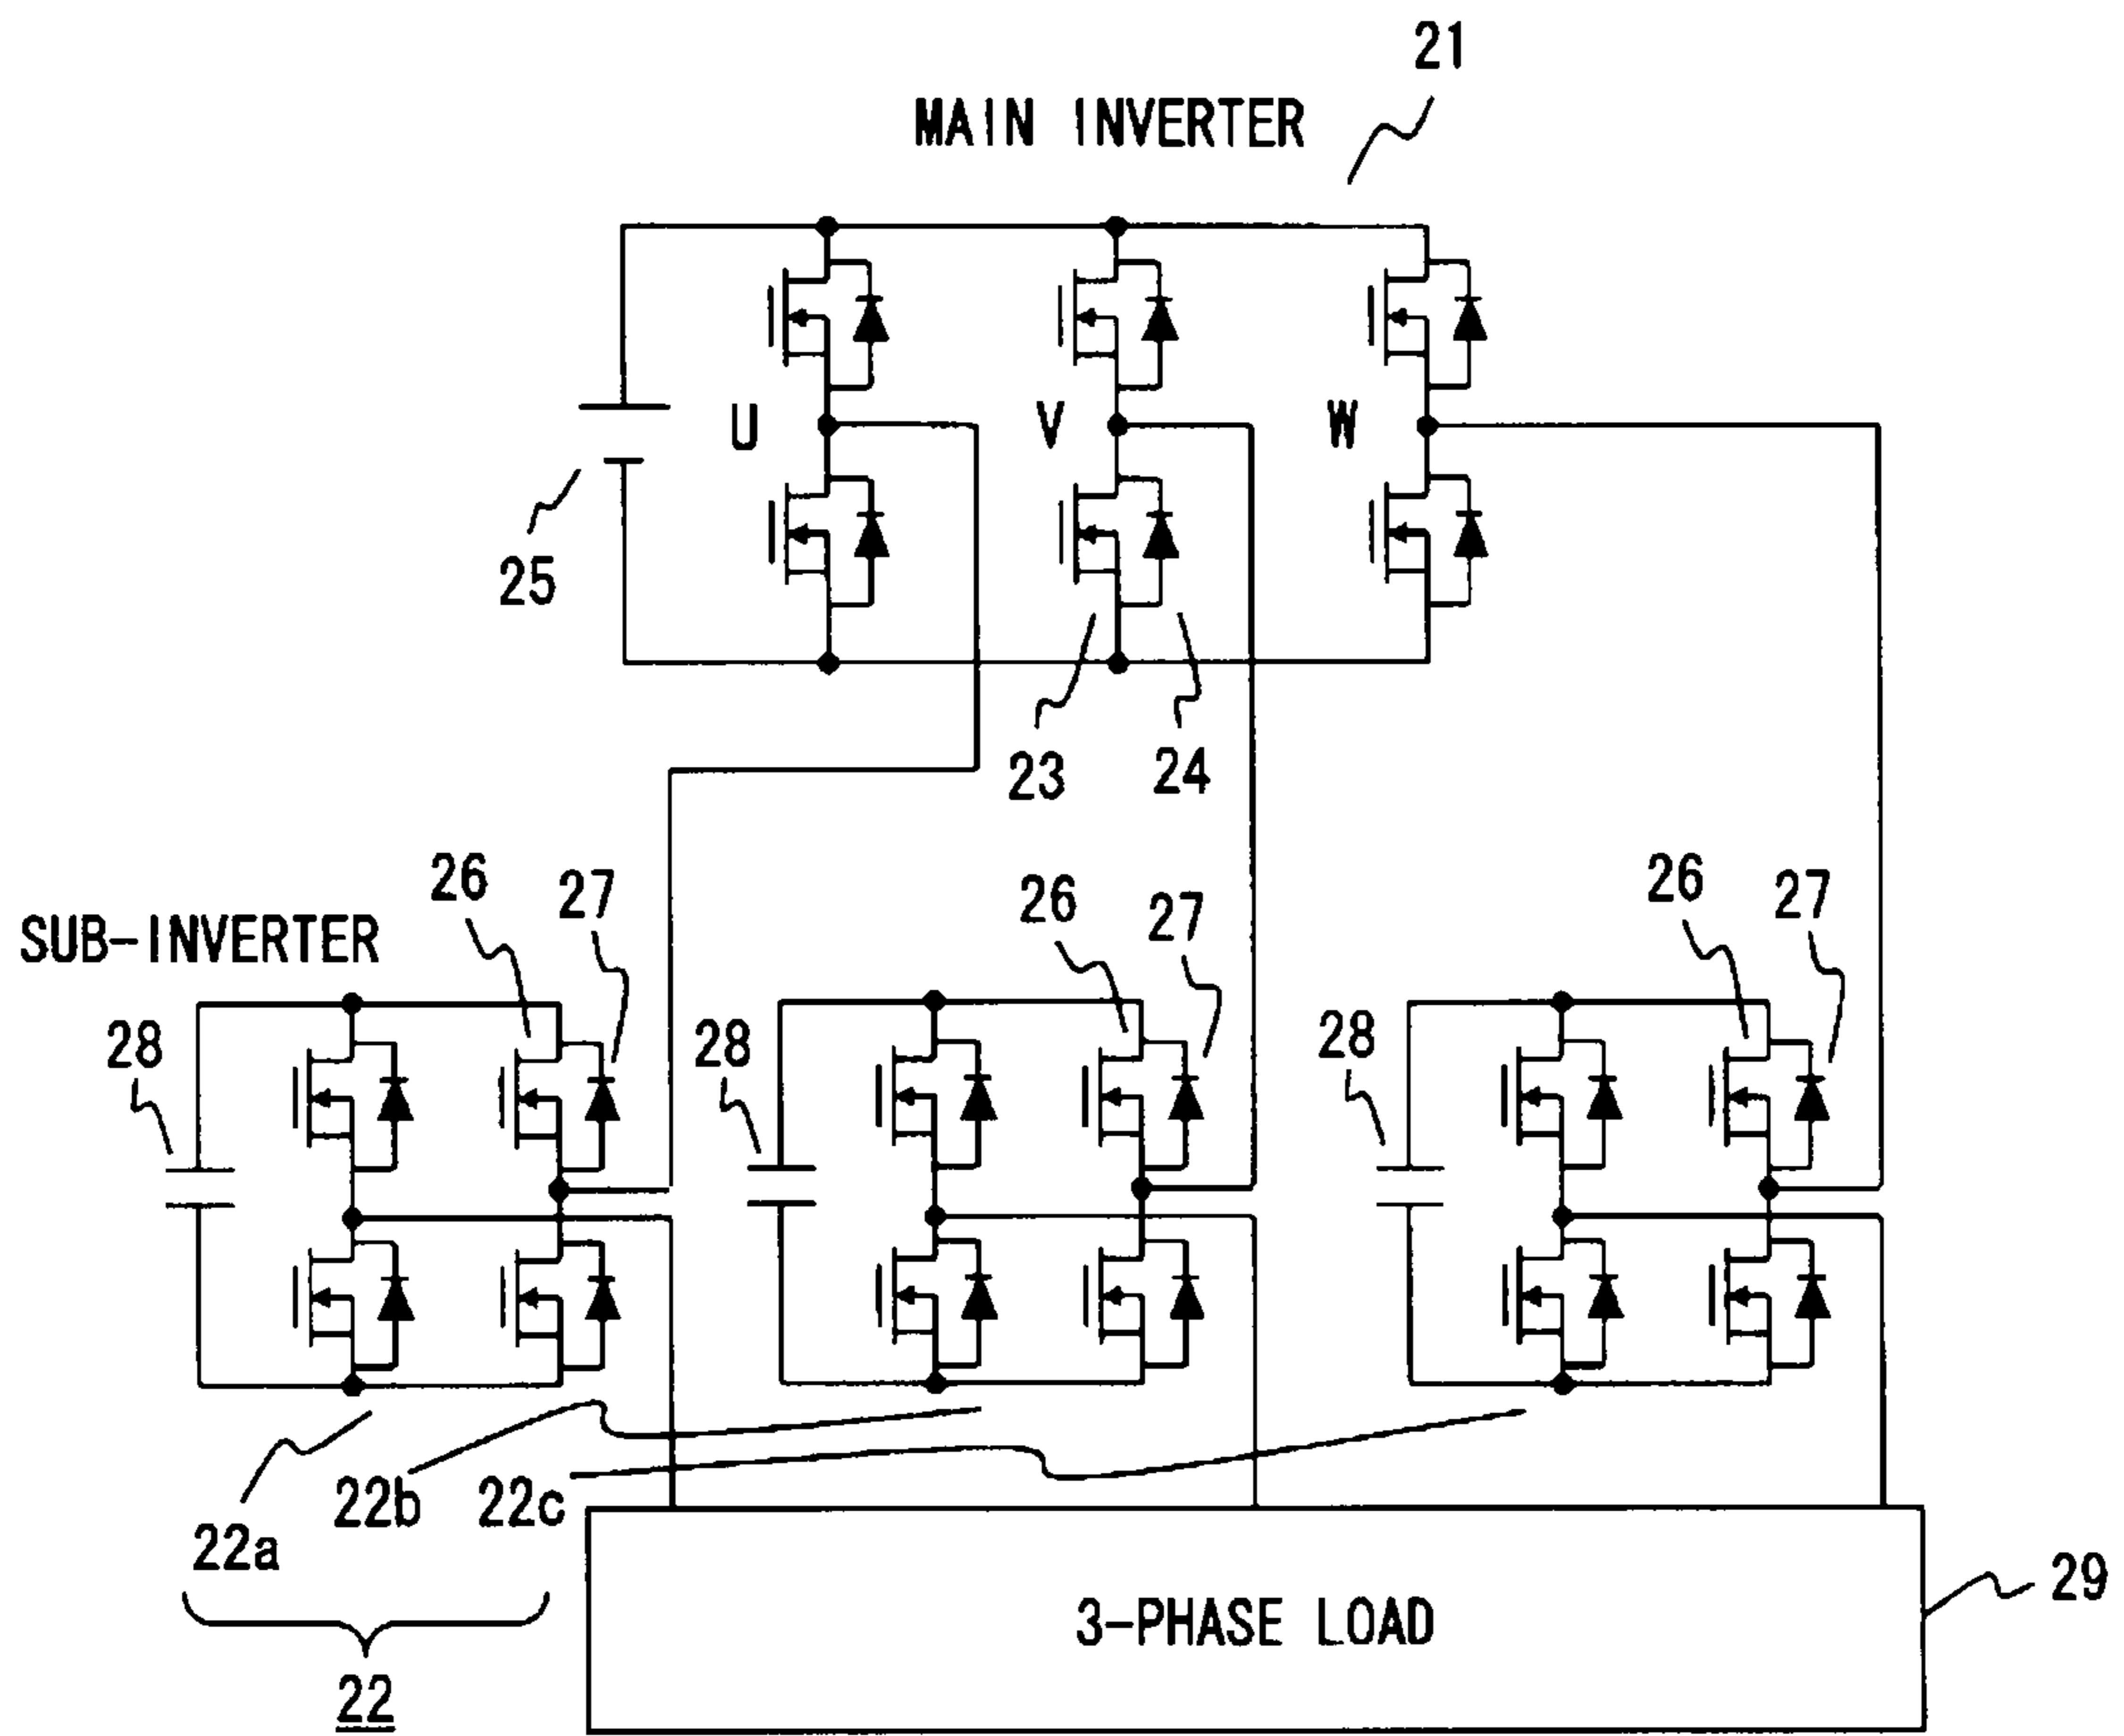 21
MAIN INVERTER
U
V
W
25
23
24
26
27
26
27
26
27
SUB-INVERTER
28
28
28
22b
22c
22a
22
3-PHASE LOAD
29